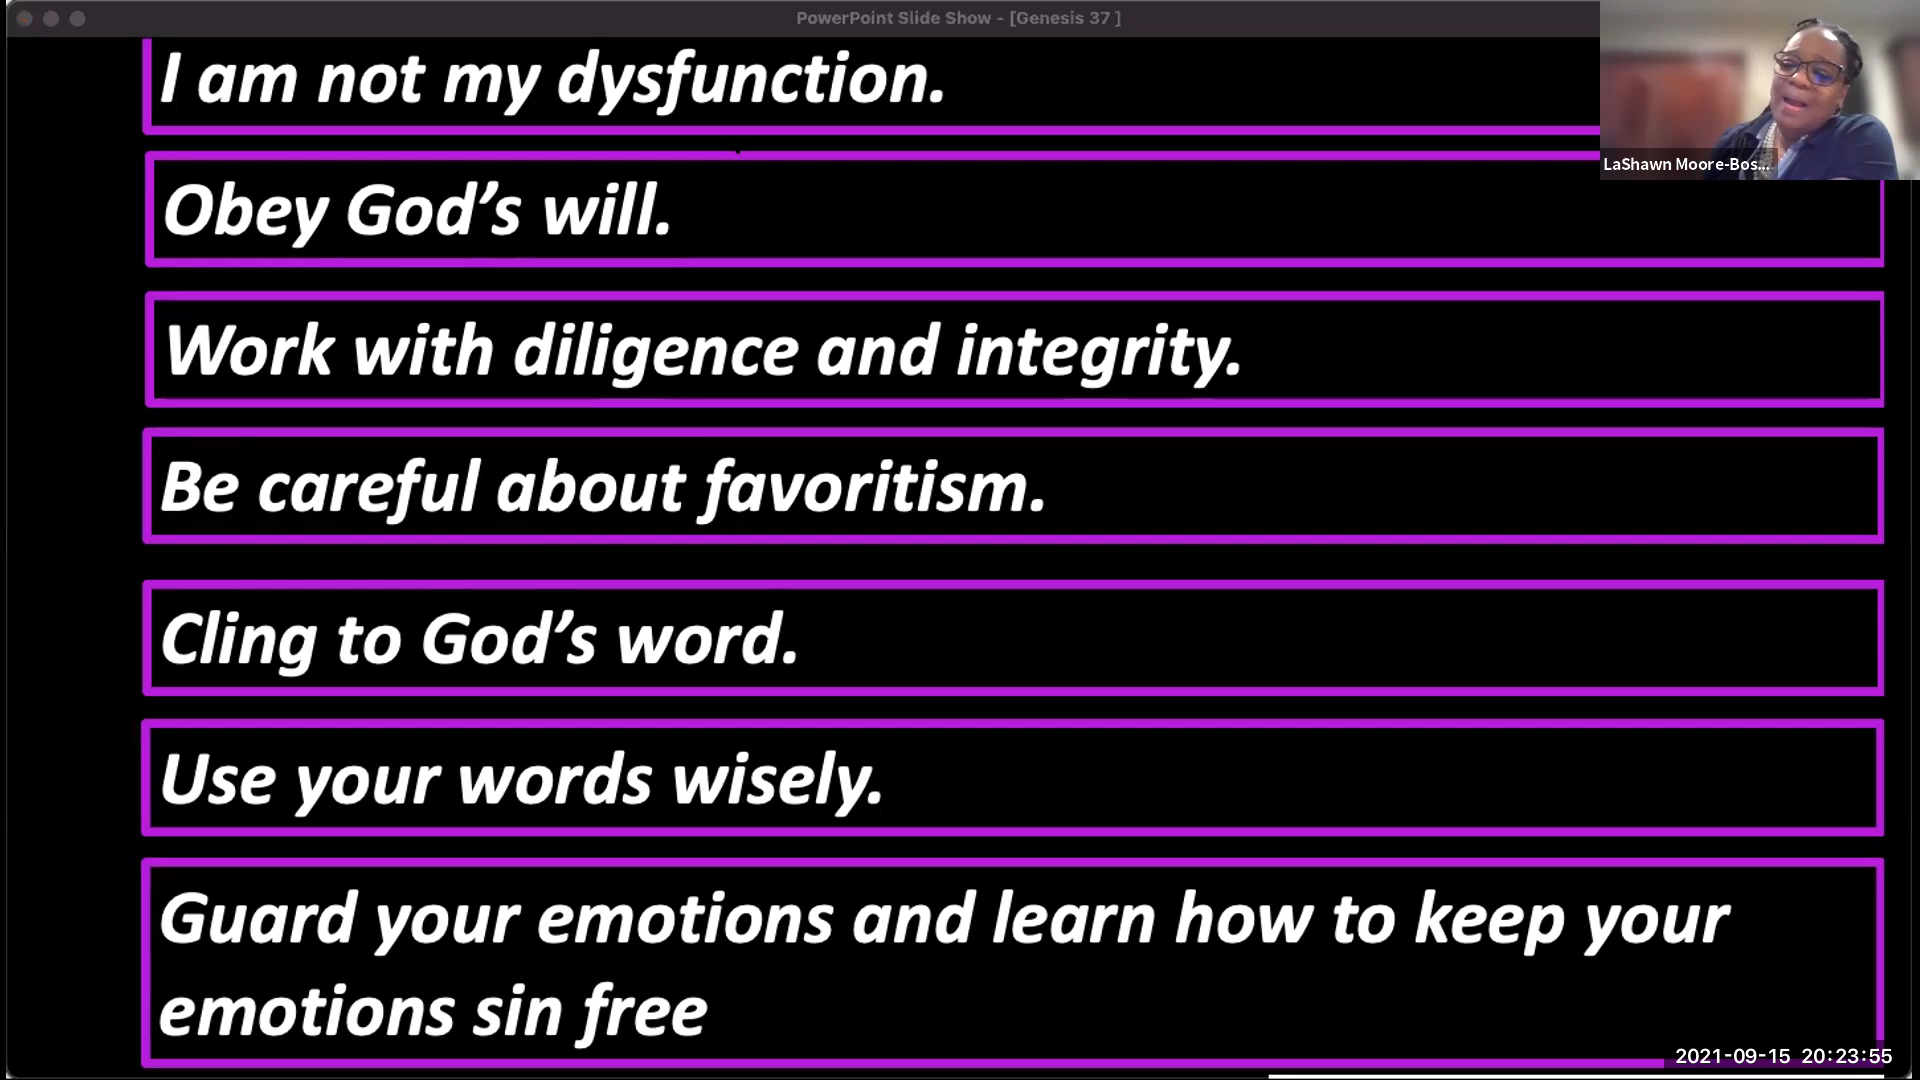 PowerPoint Slide Show - [Genesis 37 ]
I am not my dysfunction.
LaShawn Moore-Bos...
Obey God’s will.
Work with diligence and integrity.
Be careful about favoritism.
Cling to God’s word.
Use your words wisely.
Guard your emotions and learn how to keep your
emotions sin free
2021-09-15 20:23:55